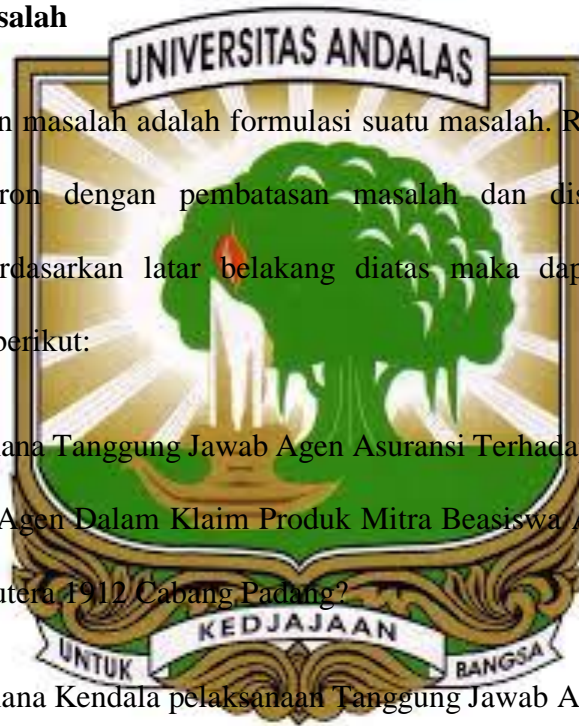 salah
UNIVERSITAS ANDALAS
n masalah adalah formulasi suatu masalah. R
ron dengan pembatasan masalah dan dis
rdasarkan latar belakang diatas maka dap
berikut:
ana Tanggung Jawab Agen Asuransi Terhada
Agen Dalam Klaim Produk Mitra Beasiswa A
utera 1912 Cabang Padang?
KEDJAJAAN
UNTUK BANGSA
ana Kendala pelaksanaan Tanggung Jawab A